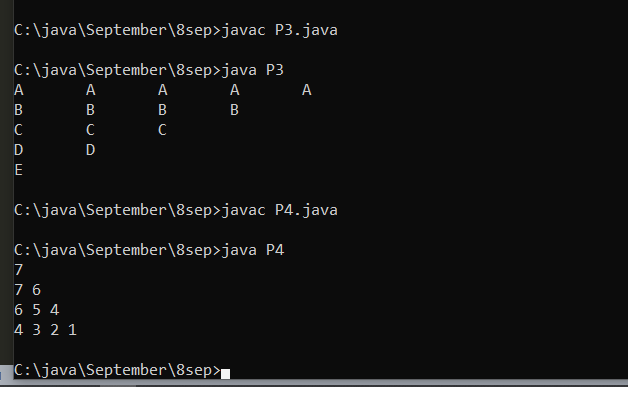 C:\java\September\8sep>javac P3.java
C:\java\September\8sep>java P3
A A A A A
B B B B
C C C
D D
E
C:\java\September\8sep>javac P4.java
C:\java\September\8sep>java P4
7
7 6
6 5 4
4 3 2 1
C:\java\September\8sep>